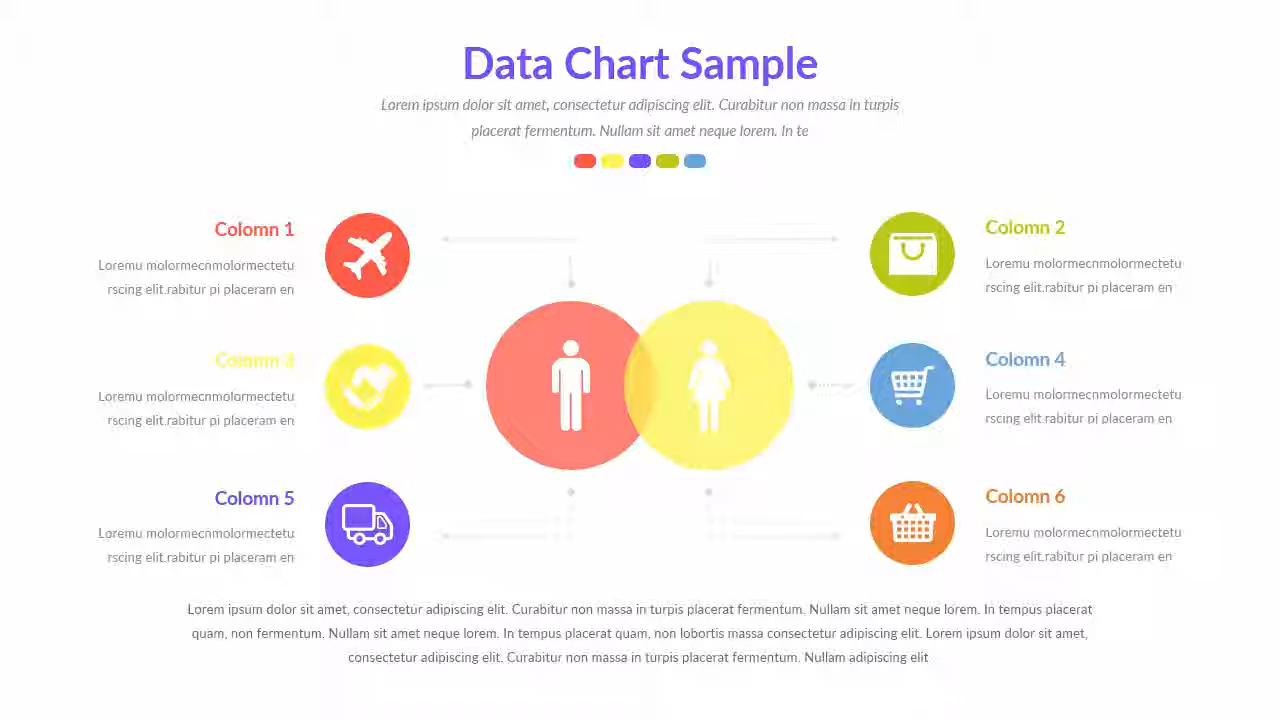 Data Chart Sample
Lorem ipsum dolor sit amet, consectetur adipiscing elit. Curabitur non massa in turpis
placerat fermentum. Nullam sit amet neque lorem. In te
Colomn 1
Loremu molormecnmolormectetu
rscing elit.rabitur pi placeram en
Colomn 2
Loremu molormecnmolormectetu
rscing elit.rabitur pi placeram en
Colomn 3
Loremu molormecnmolormectetu
rscing elit.rabitur pi placeram en
Colomn 4
Loremu molormecnmolormectetu
rscing elit.rabitur pi placeram en
Colomn 5
Loremu molormecnmolormectetu
rscing elit.rabitur pi placeram en
Colomn 6
Loremu molormecnmolormectetu
rscing elit.rabitur pi placeram en
Lorem ipsum dolor sit amet, consectetur adipiscing elit. Curabitur non massa in turpis placerat fermentum. Nullam sit amet neque lorem. In tempus placerat
quam, non fermentum. Nullam sit amet neque lorem. In tempus placerat quam, non lobortis massa consectetur adipiscing elit. Lorem ipsum dolor sit amet,
consectetur adipiscing elit. Curabitur non massa in turpis placerat fermentum. Nullam adipiscing elit